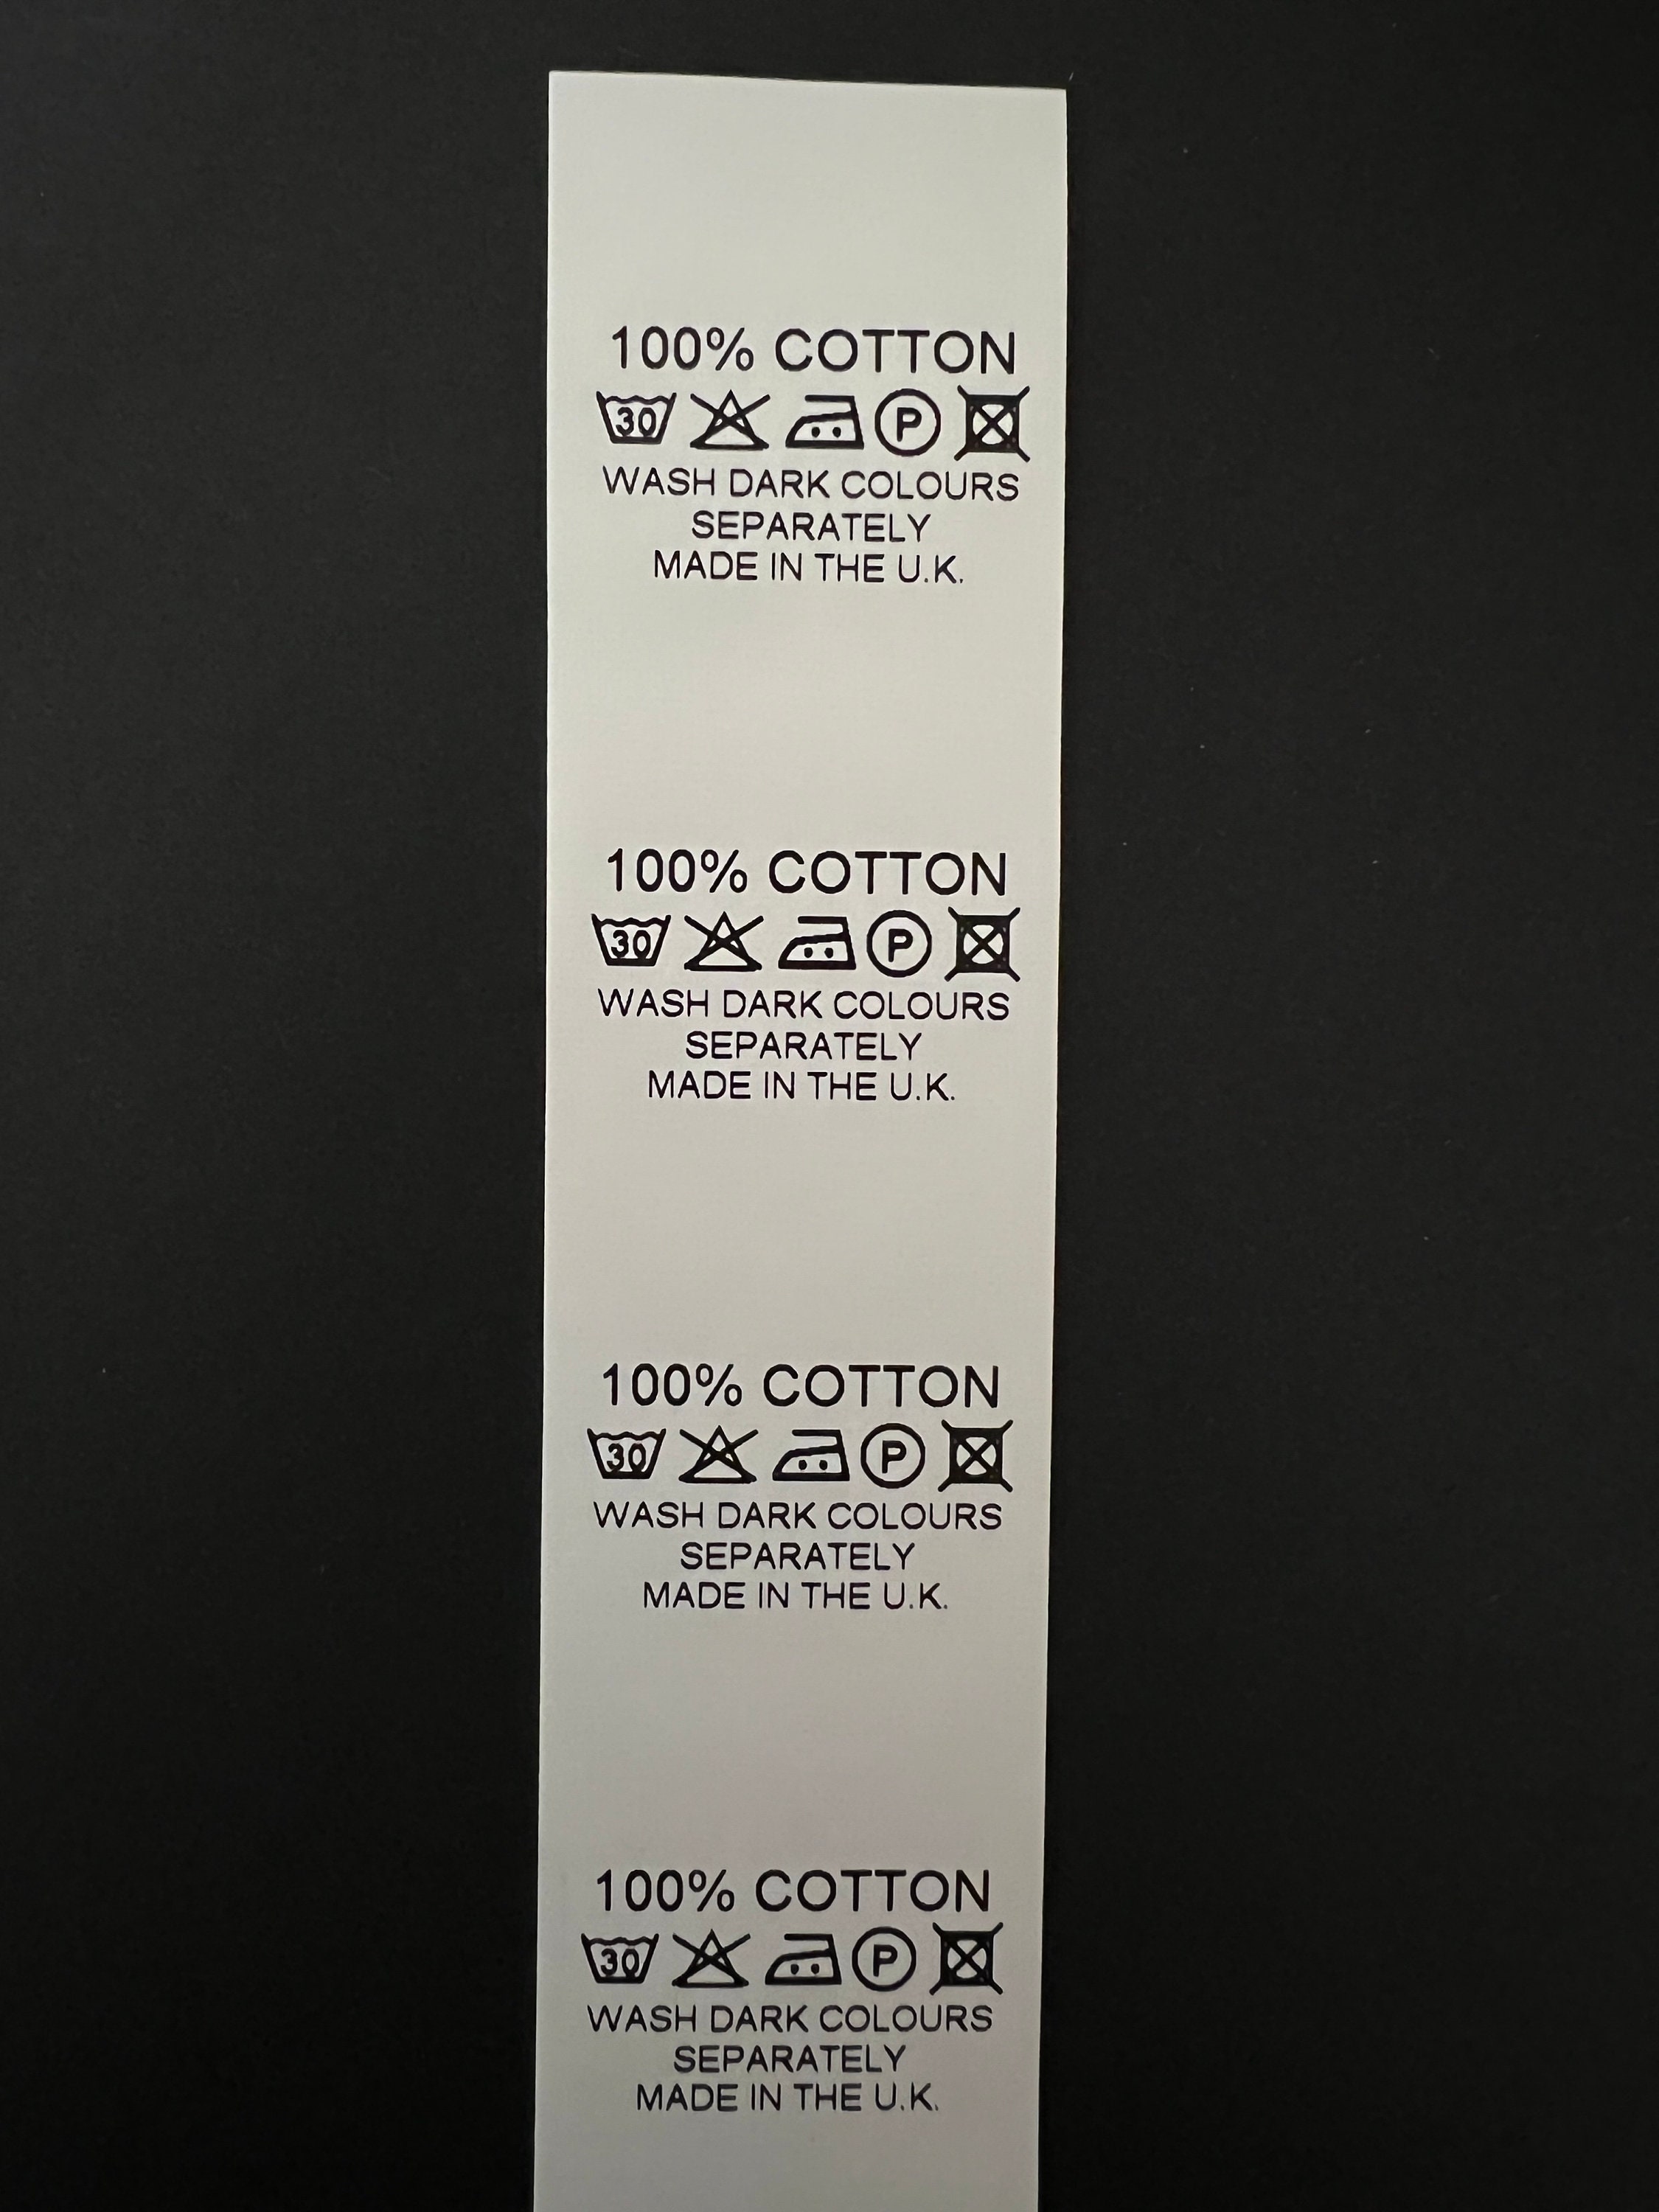 100% COTTON
30 P
WASH DARK COLOURS
SEPARATELY
MADE IN THE U.K.
100% COTTON
30 P
WASH DARK COLOURS
SEPARATELY
MADE IN THE U.K.
100% COTTON
30 P
WASH DARK COLOURS
SEPARATELY
MADE IN THE U.K.
100% COTTON
30 P
WASH DARK COLOURS
SEPARATELY
MADE IN THE U.K.